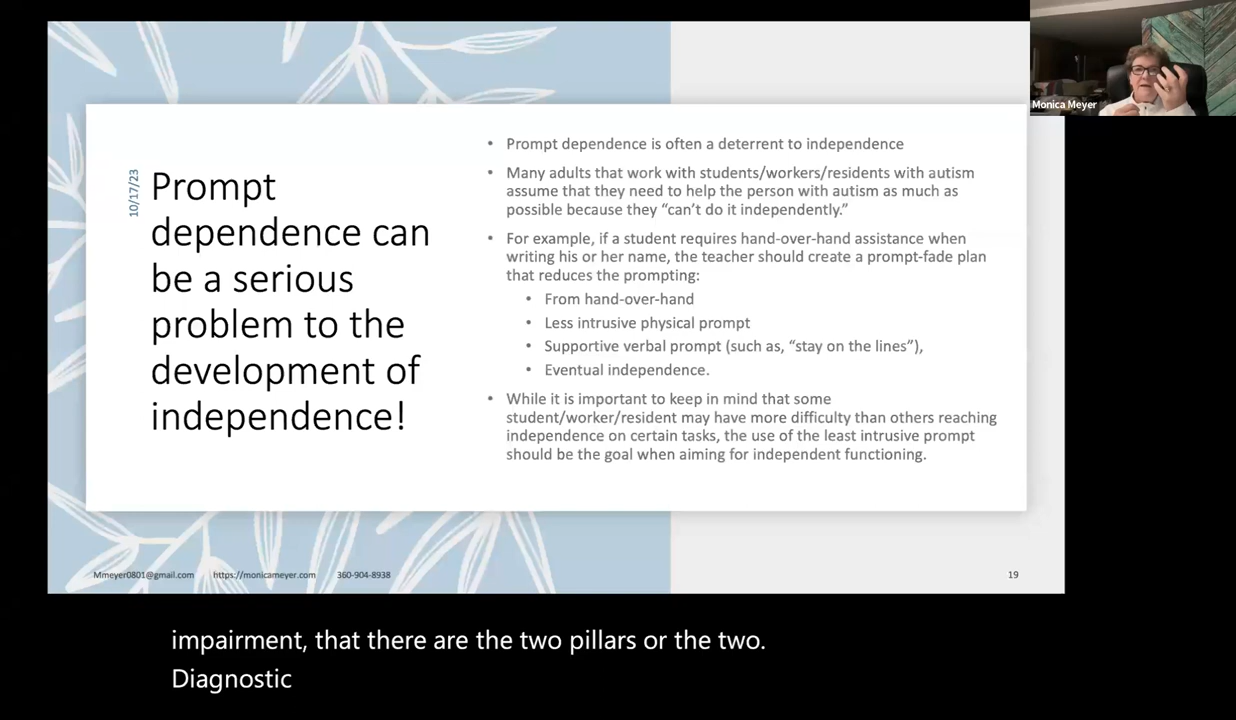 Monica Meyer
10/17/23
Prompt
dependence can
be a serious
problem to the
development of
independence!
• Prompt dependence is often a deterrent to independence
• Many adults that work with students/workers/residents with autism
assume that they need to help the person with autism as much as
possible because they “can’t do it independently.”
• For example, if a student requires hand-over-hand assistance when
writing his or her name, the teacher should create a prompt-fade plan
that reduces the prompting:
• From hand-over-hand
• Less intrusive physical prompt
• Supportive verbal prompt (such as, “stay on the lines”),
• Eventual independence.
• While it is important to keep in mind that some
student/worker/resident may have more difficulty than others reaching
independence on certain tasks, the use of the least intrusive prompt
should be the goal when aiming for independent functioning.
Mmeyer0801@gmail.com https://monicameyer.com 360-904-8938
19
impairment, that there are the two pillars or the two.
Diagnostic